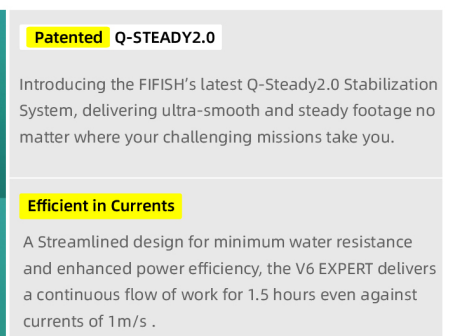 Patented Q-STEADY2.0
Introducing the FIFISH's latest Q-Steady2.0 Stabilization
System, delivering ultra-smooth and steady footage no
matter where your challenging missions take you.
Efficient in Currents
A Streamlined design for minimum water resistance
and enhanced power efficiency, the V6 EXPERT delivers
a continuous flow of work for 1.5 hours even against
currents of 1m/s .